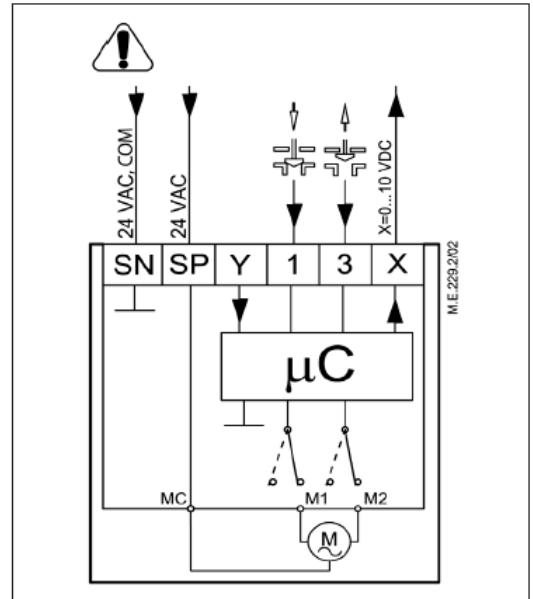 24 VAC, COM
24 VAC
X=0...10 VDC
SN SP Y 1 3 X
M.E.229.2/02
µC
MC M1 M2
M